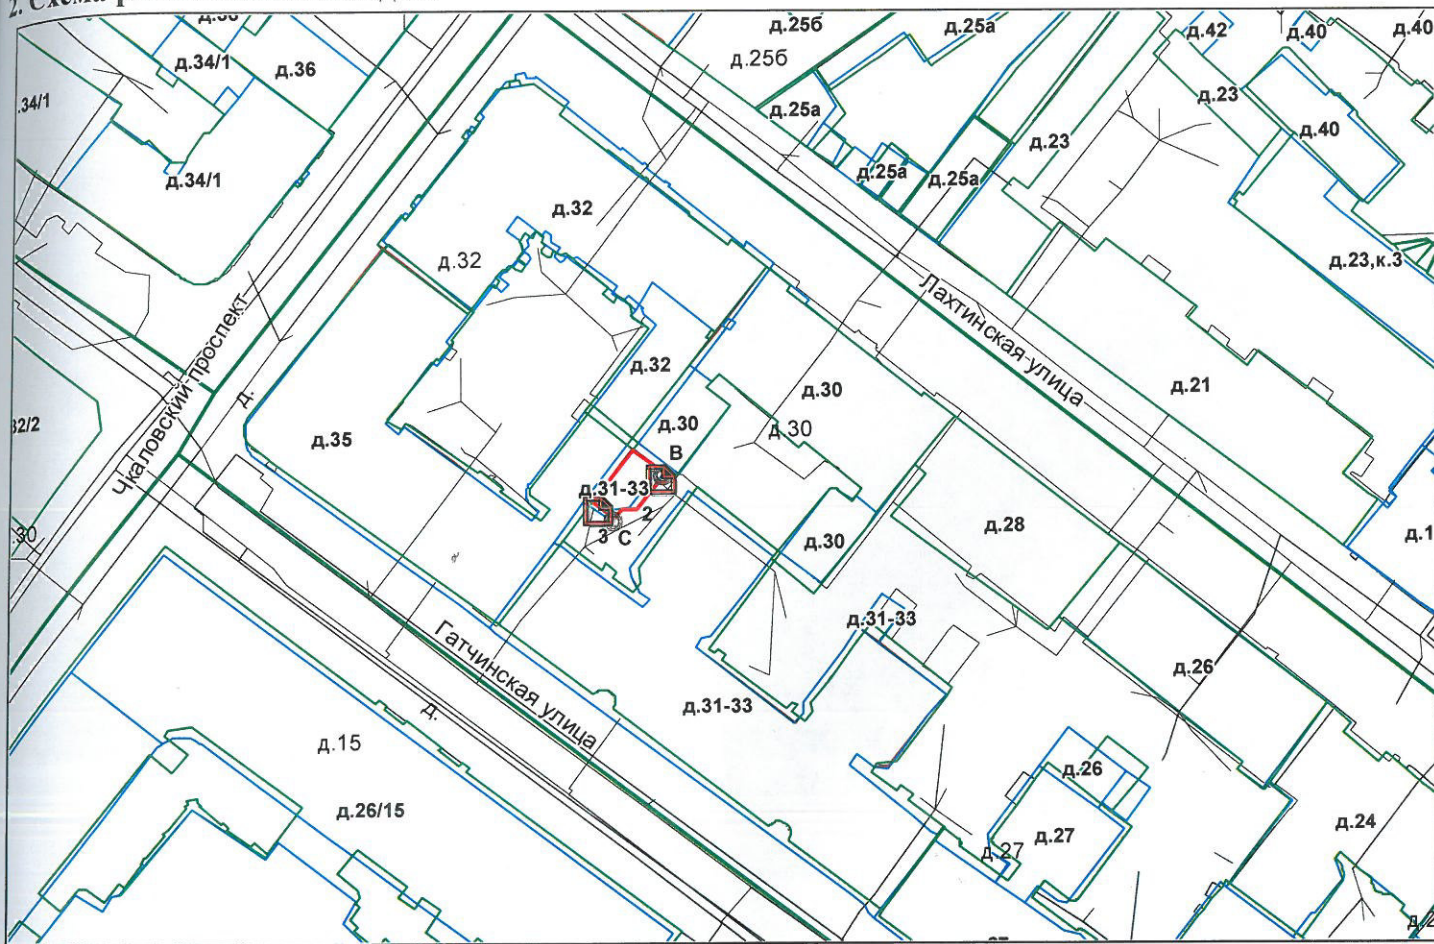 2. Схема р
д.34/1
д.36
.34/1
д.34/1
д.25б
д.25б
д.25а
д.25а
д.25а
д.25а
д.42
д.40
д.40
д.23
д.40
д.23
д.23,к.3
д.32
д.32
Лахтинская улица
д.21
Чкаловский проспект
д.
д.32
д.30
д.30
д.30
32/2
д.35
В
д.31-33
2
3 С
д.28
.30
д.30
д.1
д.31-33
д.26
Гатчинская улица
д.31-33
д.
д.15
д.26
д.26/15
д.27
д.27
д.24